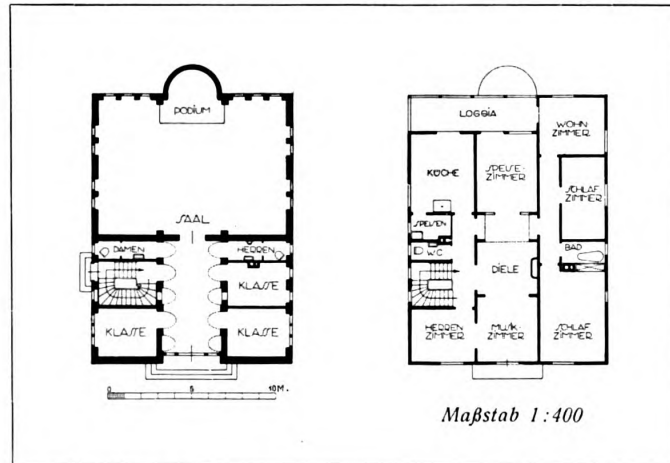 PODIUM
SAAL
DAMEN
HERREN
KLASSE
KLASSE
KLASSE
0 5 10 M.
LOGGIA
WOHN
ZIMMER
KÜCHE
SPEISE-
ZIMMER
SCHLAF
ZIMMER
SPEISEN
W.C.
BAD
DIELE
HERREN
ZIMMER
MUSIK-
ZIMMER
SCHLAF
ZIMMER
Maßstab 1:400